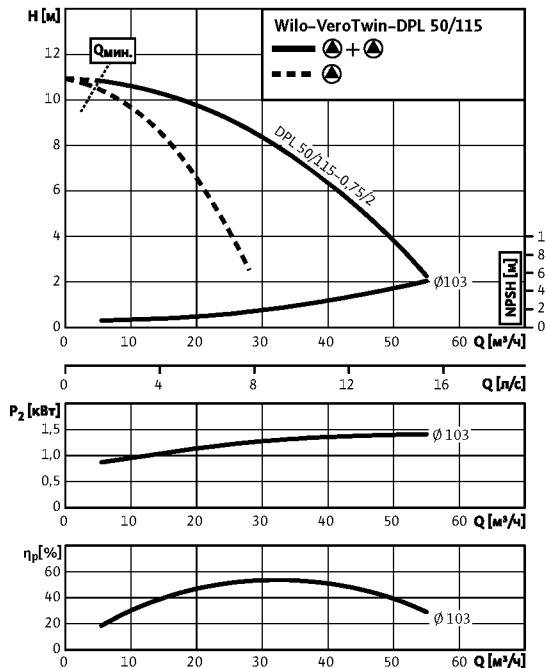 H [м]
Wilo-VeroTwin-DPL 50/115
+
Qмин.
12
10
8
6
4
2
0
DPL 50/115-0,75/2
Ø103
1
8
6
4
2
0
NPSH [м]
0 10 20 30 40 50 60 Q [м³/ч]
0 4 8 12 16 Q [л/с]
P₂ [кВт]
1,5
1,0
0,5
0
Ø 103
0 10 20 30 40 50 60 Q [м³/ч]
ηp[%]
60
40
20
0
Ø 103
0 10 20 30 40 50 60 Q [м³/ч]